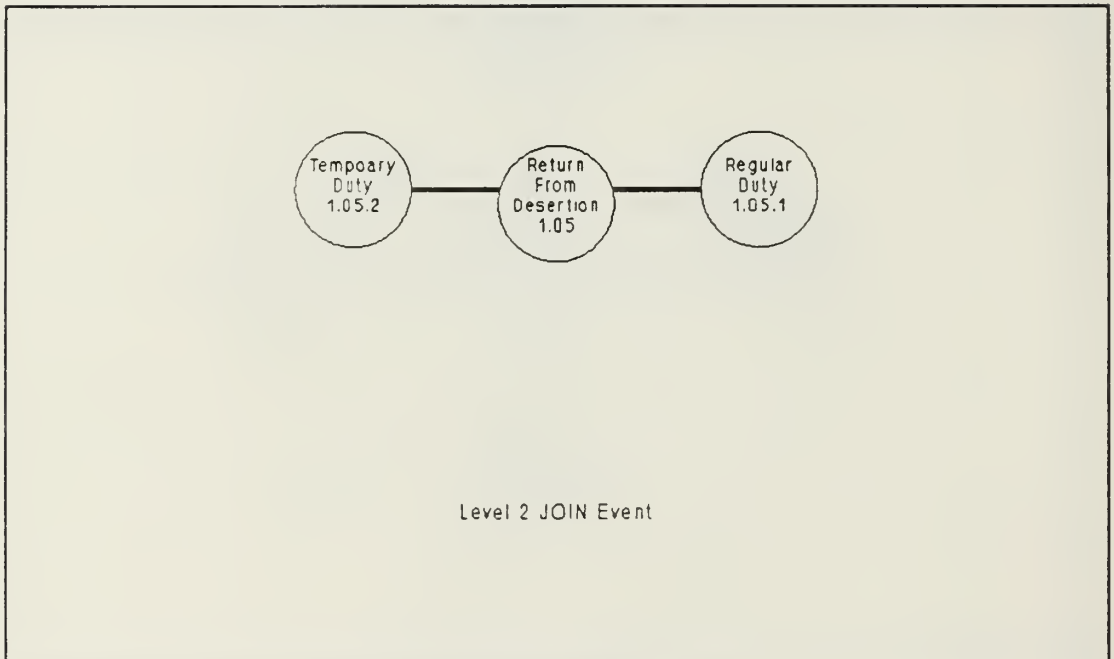 Tempoary
Duty
1.05.2
Return
From
Desertion
1.05
Regular
Duty
1.05.1
Level 2 JOIN Event